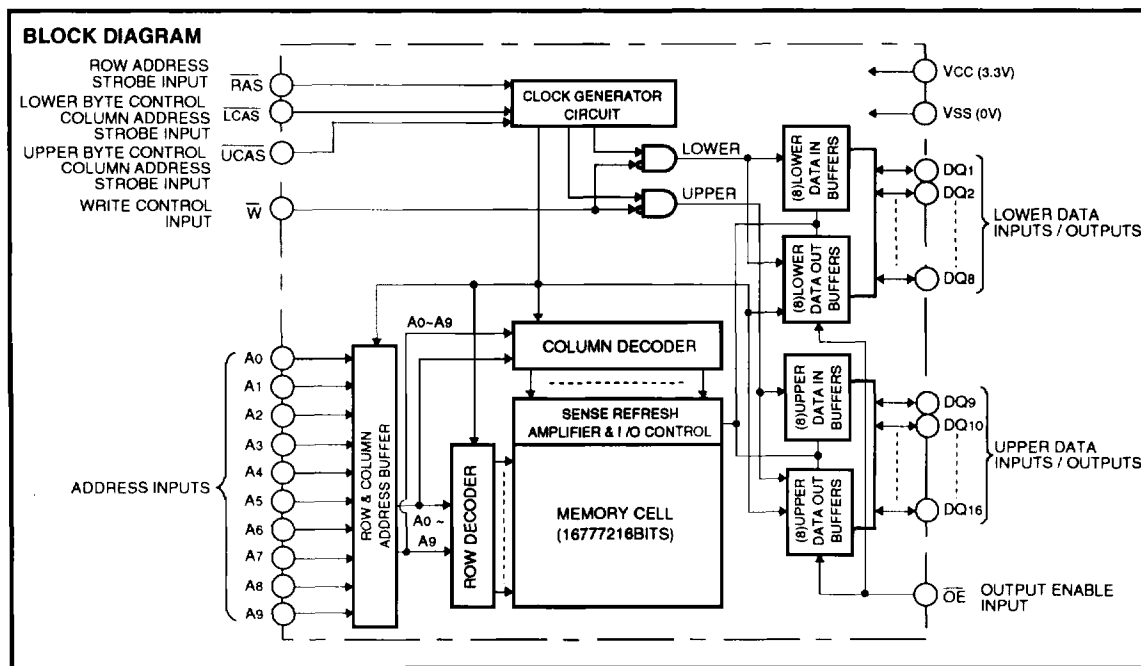 BLOCK DIAGRAM
ROW ADDRESS
STROBE INPUT
RAS
LOWER BYTE CONTROL
COLUMN ADDRESS
STROBE INPUT
LCAS
UPPER BYTE CONTROL
COLUMN ADDRESS
STROBE INPUT
UCAS
WRITE CONTROL
INPUT
W
CLOCK GENERATOR
CIRCUIT
LOWER
UPPER
VCC (3.3V)
VSS (0V)
(8)LOWER
DATA IN
BUFFERS
(8)LOWER
DATA OUT
BUFFERS
DQ1
DQ2
DQ8
LOWER DATA
INPUTS / OUTPUTS
ADDRESS INPUTS
A0
A1
A2
A3
A4
A5
A6
A7
A8
A9
ROW & COLUMN
ADDRESS BUFFER
A0~A9
A0 ~
A9
COLUMN DECODER
SENSE REFRESH
AMPLIFIER & I /O CONTROL
ROW DECODER
MEMORY CELL
(16777216BITS)
(8)UPPER
DATA IN
BUFFERS
(8)UPPER
DATA OUT
BUFFERS
DQ9
DQ10
DQ16
UPPER DATA
INPUTS / OUTPUTS
OE
OUTPUT ENABLE
INPUT